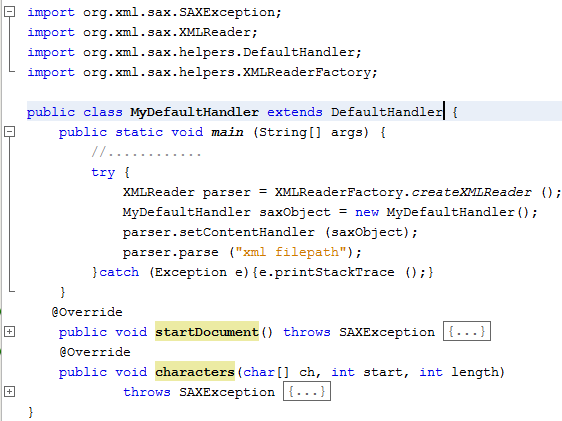 import org.xml.sax.SAXException;
import org.xml.sax.XMLReader;
import org.xml.sax.helpers.DefaultHandler;
import org.xml.sax.helpers.XMLReaderFactory;
public class MyDefaultHandler extends DefaultHandler {
public static void main (String[] args) {
//............
try {
XMLReader parser = XMLReaderFactory.createXMLReader ();
MyDefaultHandler saxObject = new MyDefaultHandler();
parser.setContentHandler (saxObject);
parser.parse ("xml filepath");
}catch (Exception e){e.printStackTrace ();}
}
@Override
public void startDocument() throws SAXException {...}
@Override
public void characters(char[] ch, int start, int length)
throws SAXException {...}
}